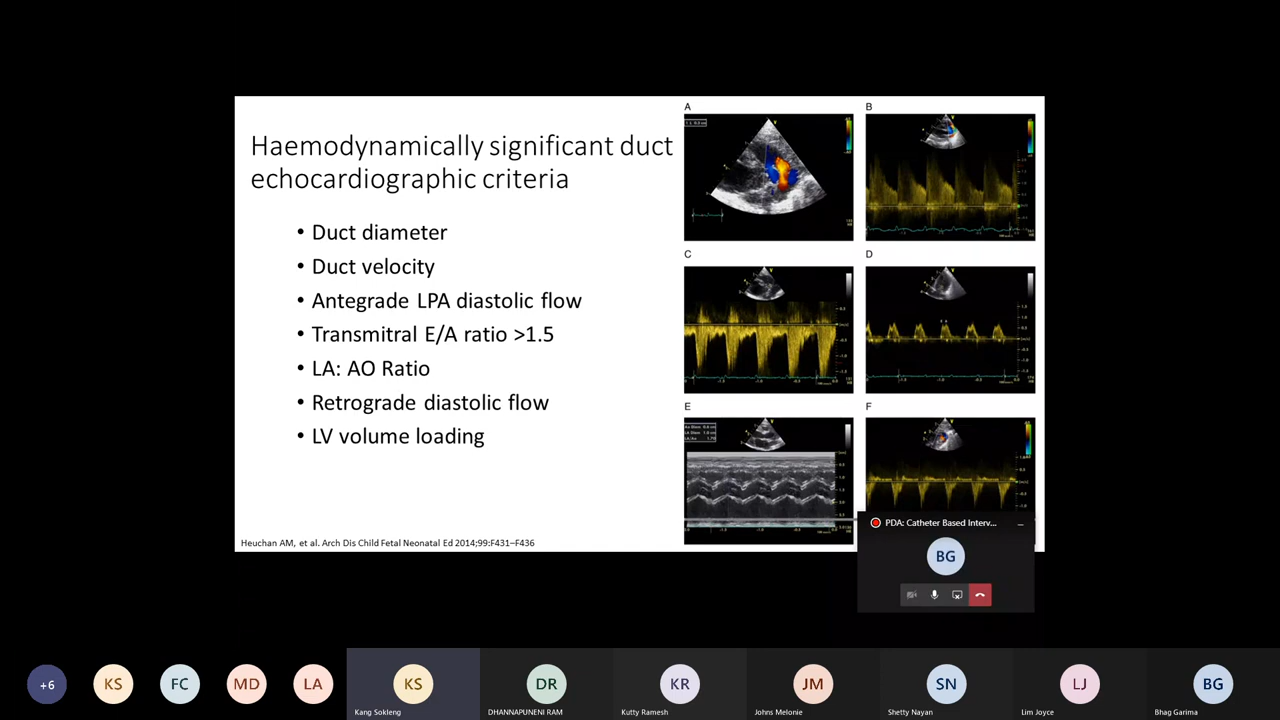 Haemodynamically significant duct
echocardiographic criteria
• Duct diameter
• Duct velocity
• Antegrade LPA diastolic flow
• Transmitral E/A ratio >1.5
• LA: AO Ratio
• Retrograde diastolic flow
• LV volume loading
Heuchan AM, et al. Arch Dis Child Fetal Neonatal Ed 2014;99:F431–F436
A
B
C
D
E
F
PDA: Catheter Based Interv...
BG
+6
KS
FC
MD
LA
KS
Kang Sokleng
DR
DHANNAPUNENI RAM
KR
Kutty Ramesh
JM
Johns Melonie
SN
Shetty Nayan
LJ
Lim Joyce
BG
Bhag Garima